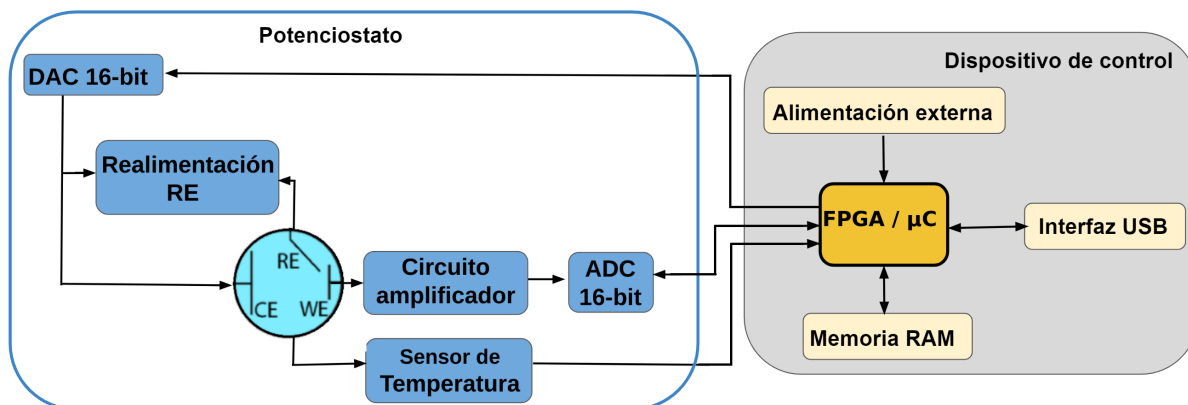 Potenciostato
DAC 16-bit
Realimentación
RE
RE
CE
WE
Circuito
amplificador
ADC
16-bit
Sensor de
Temperatura
Dispositivo de control
Alimentación externa
FPGA / µC
Interfaz USB
Memoria RAM